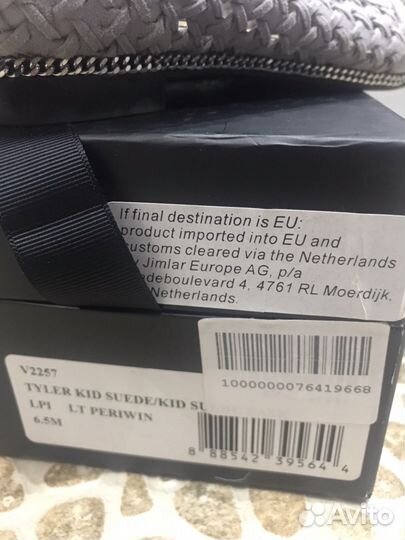 If final destination is EU:
product imported into EU and
customs cleared via the Netherlands
Jimlar Europe AG, p/a
4, 4761 RL Moerdijk,
Netherlands.
V2257
TYLER KID SUEDE/KID
LPI LT PERIWIN
6.5M
1000000076419668
8 88542 39564 4
Avito